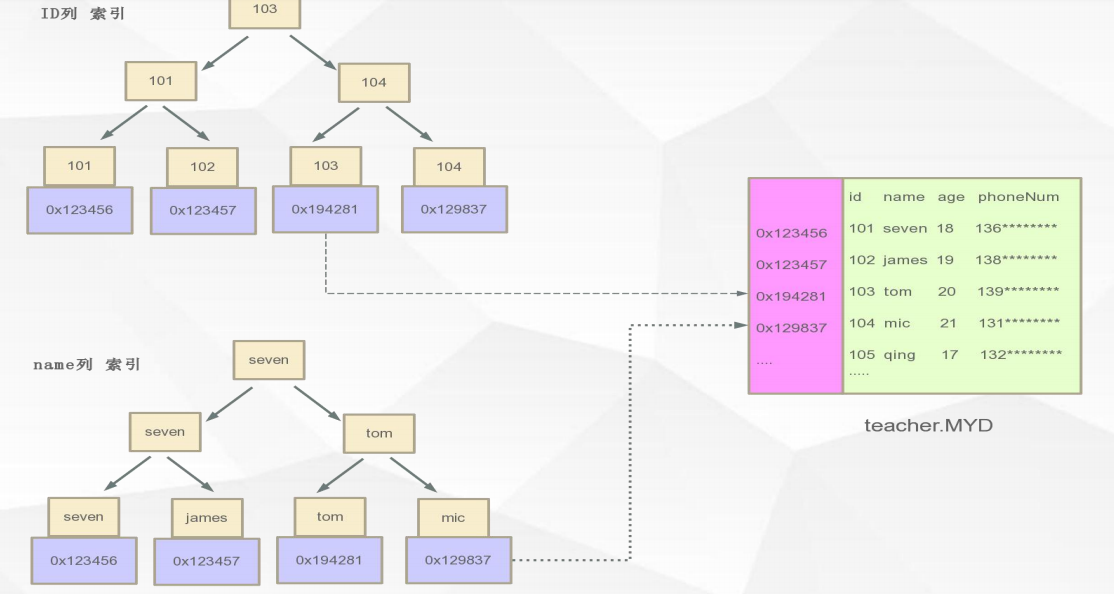 ID列 索引
103
101
104
101
102
103
104
0x123456
0x123457
0x194281
0x129837
name列 索引
seven
seven
tom
seven
james
tom
mic
0x123456
0x123457
0x194281
0x129837
id name age phoneNum
0x123456 101 seven 18 136********
0x123457 102 james 19 138********
0x194281 103 tom 20 139********
0x129837 104 mic 21 131********
.... 105 qing 17 132********
.....
teacher.MYD